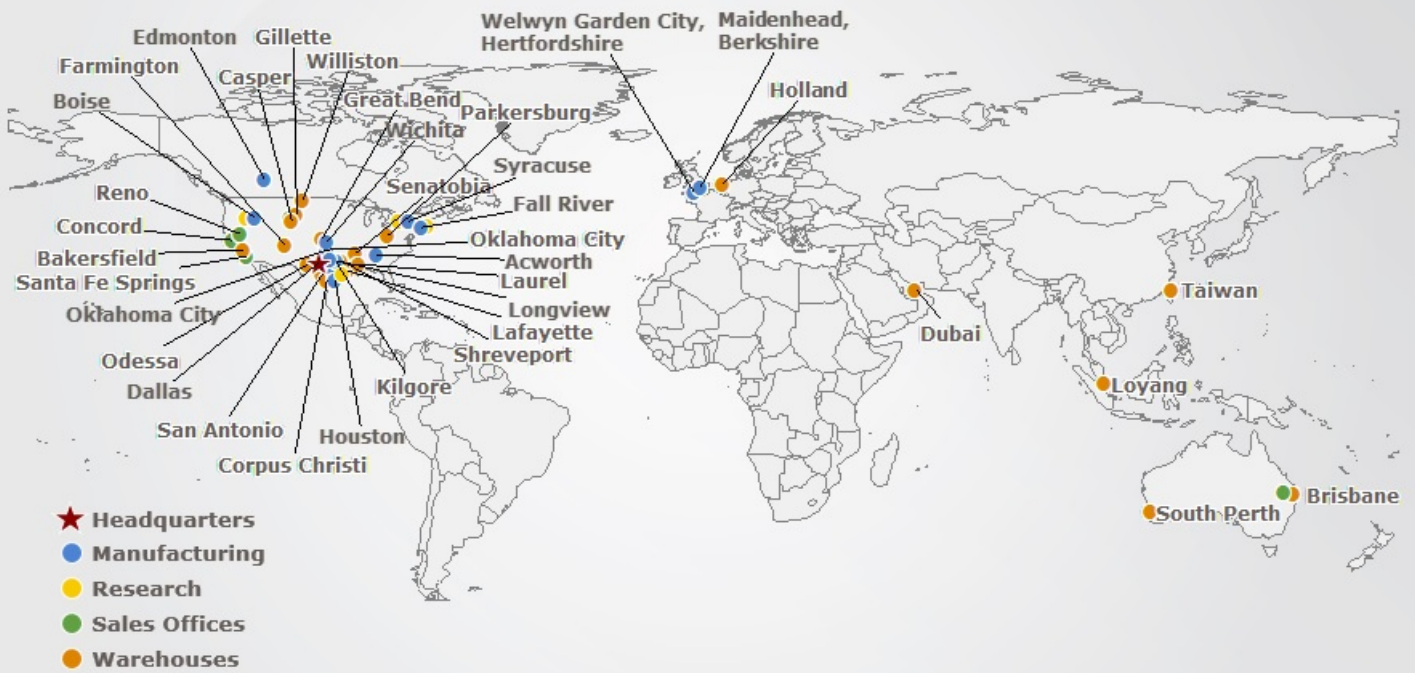 Edmonton
Gillette
Welwyn Garden City,
Hertfordshire
Maidenhead,
Berkshire
Farmington
Casper
Williston
Holland
Boise
Great Bend
Parkersburg
Wichita
Syracuse
Reno
Senatobia
Fall River
Concord
Oklahoma City
Bakersfield
Acworth
Santa Fe Springs
Laurel
Taiwan
Oklahoma City
Longview
Lafayette
Dubai
Odessa
Shreveport
Dallas
Kilgore
Loyang
San Antonio
Houston
Corpus Christi
Brisbane
South Perth
Headquarters
Manufacturing
Research
Sales Offices
Warehouses